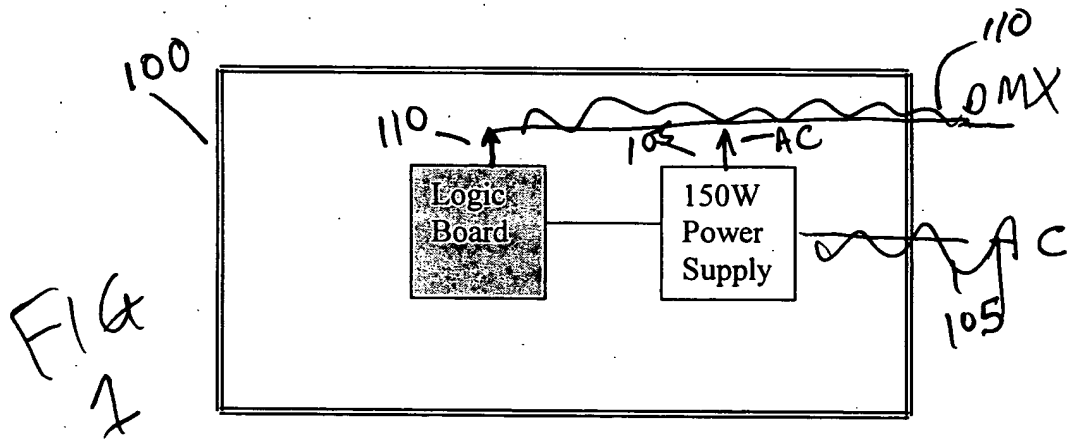 100
110
DMX
110
105
AC
Logic
Board
150W
Power
Supply
AC
105
FIG
1